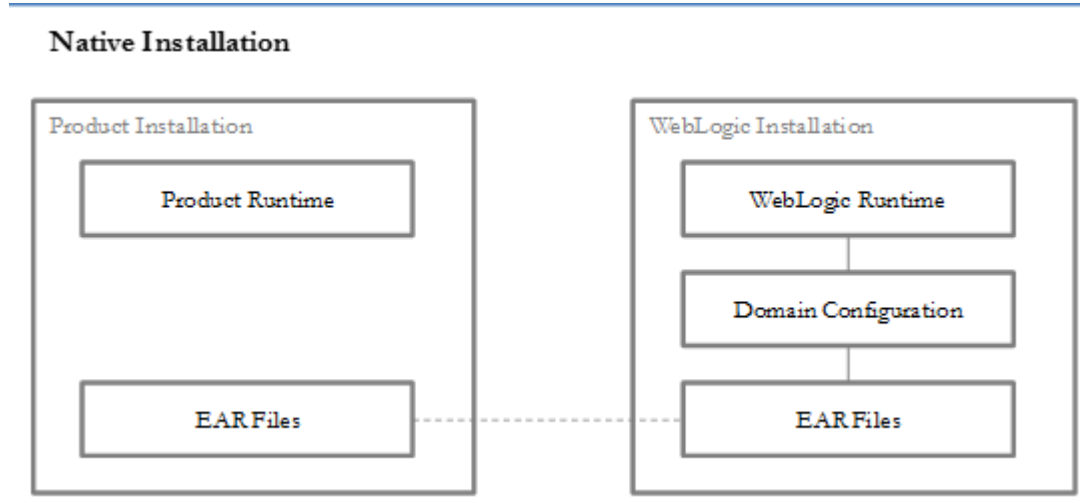 Native Installation
Product Installation
Product Runtime
EAR Files
WebLogic Installation
WebLogic Runtime
Domain Configuration
EAR Files